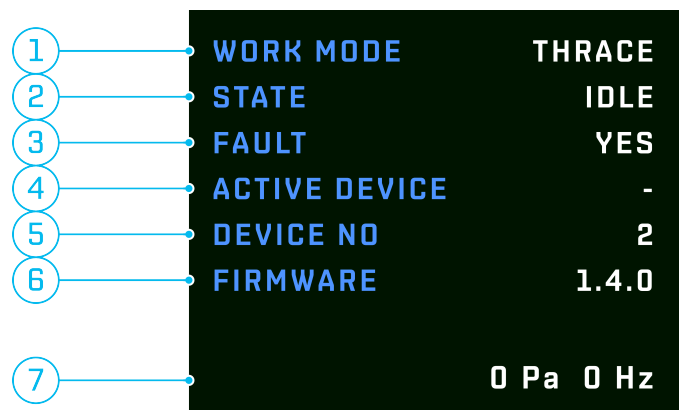 1 WORK MODE THRACE
2 STATE IDLE
3 FAULT YES
4 ACTIVE DEVICE -
5 DEVICE NO 2
6 FIRMWARE 1.4.0
7 0 Pa 0 Hz